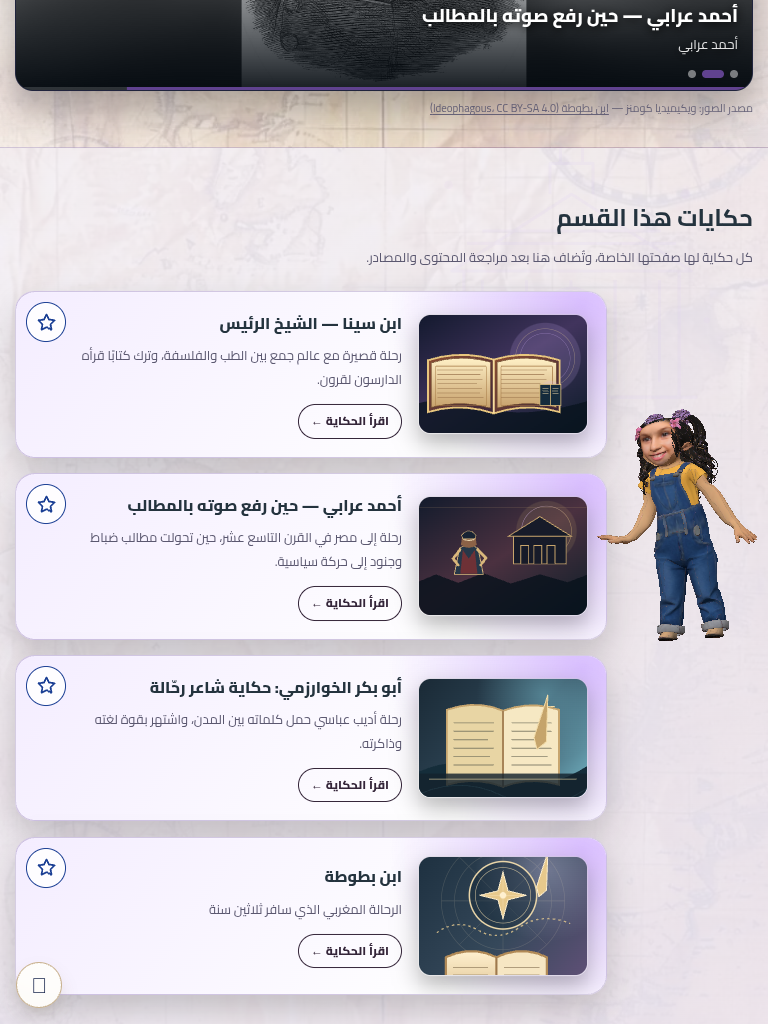 أحمد عرابي — حين رفع صوته بالمطالب
أحمد عرابي
مصدر الصور: ويكيميديا كومنز — ابن بطوطة (Ideophagous، CC BY-SA 4.0)
حكايات هذا القسم
كل حكاية لها صفحتها الخاصة، وتُضاف هنا بعد مراجعة المحتوى والمصادر.
ابن سينا — الشيخ الرئيس
رحلة قصيرة مع عالم جمع بين الطب والفلسفة، وترك كتابًا قرأه
الدارسون لقرون.
اقرأ الحكاية ←
أحمد عرابي — حين رفع صوته بالمطالب
رحلة إلى مصر في القرن التاسع عشر، حين تحولت مطالب ضباط
وجنود إلى حركة سياسية.
اقرأ الحكاية ←
أبو بكر الخوارزمي: حكاية شاعر رحّالة
رحلة أديب عباسي حمل كلماته بين المدن، واشتهر بقوة لغته
وذاكرته.
اقرأ الحكاية ←
ابن بطوطة
الرحالة المغربي الذي سافر ثلاثين سنة
اقرأ الحكاية ←